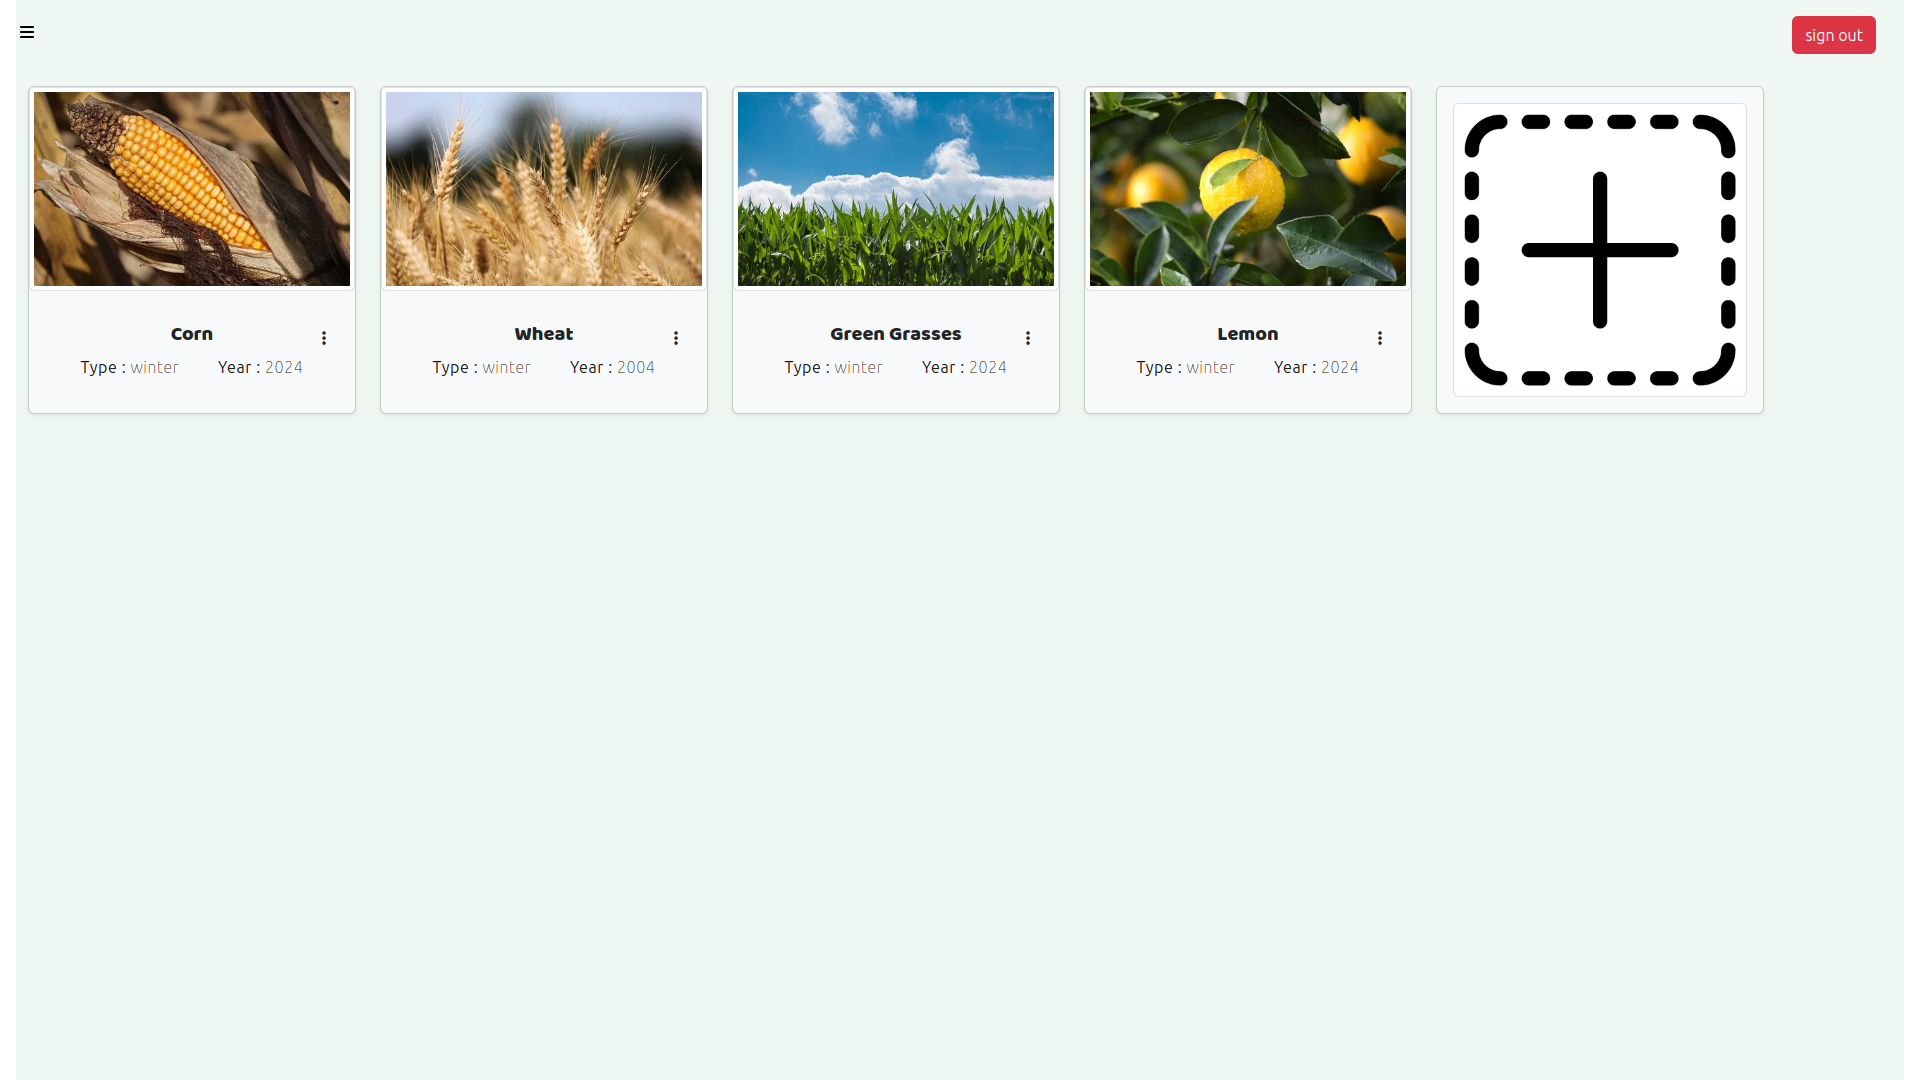 sign out
Corn
Type : winter Year : 2024
Wheat
Type : winter Year : 2004
Green Grasses
Type : winter Year : 2024
Lemon
Type : winter Year : 2024